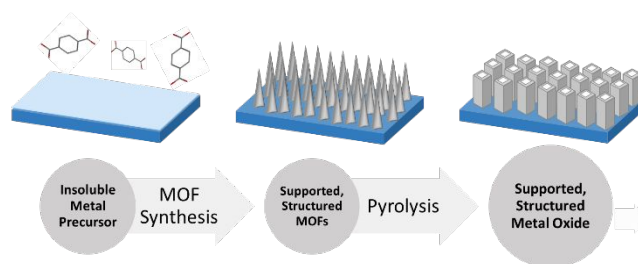 Insoluble
Metal
Precursor
MOF
Synthesis
Supported,
Structured
MOFs
Pyrolysis
Supported,
Structured
Metal Oxide